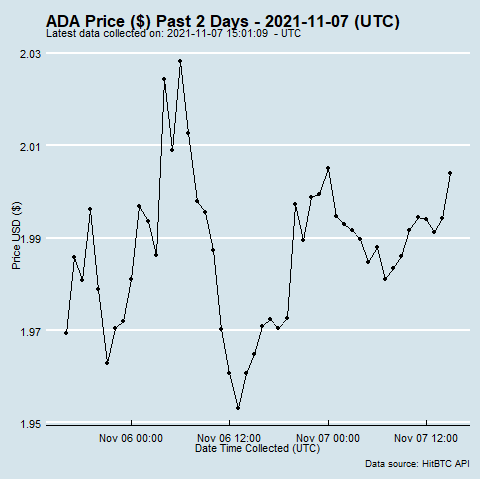 ADA Price ($) Past 2 Days - 2021-11-07 (UTC)
Latest data collected on: 2021-11-07 15:01:09 - UTC
2.03
2.01
1.99
1.97
1.95
Price USD ($)
Nov 06 00:00
Nov 06 12:00
Nov 07 00:00
Nov 07 12:00
Date Time Collected (UTC)
Data source: HitBTC API